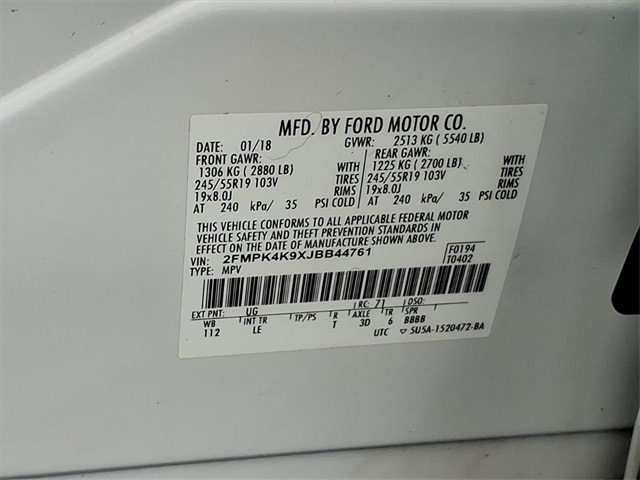 MFD. BY FORD MOTOR CO.
DATE: 01/18 GVWR: 2513 KG ( 5540 LB)
FRONT GAWR: REAR GAWR:
1306 KG ( 2880 LB) WITH 1225 KG ( 2700 LB) WITH
245/55R19 103V TIRES 245/55R19 103V TIRES
19x8.0J RIMS 19x8.0J RIMS
AT 240 kPa/ 35 PSI COLD AT 240 kPa/ 35 PSI COLD
THIS VEHICLE CONFORMS TO ALL APPLICABLE FEDERAL MOTOR
VEHICLE SAFETY AND THEFT PREVENTION STANDARDS IN
EFFECT ON THE DATE OF MANUFACTURE SHOWN ABOVE.
VIN: 2FMPK4K9XJBB44761 F0194
TYPE: MPV T0402
EXT PNT: UG RC: 71 DSO:
WB INT TR TP/PS R AXLE TR SPR
112 LE T 3D 6 BBBB
UTC 5U5A-1520472-BA